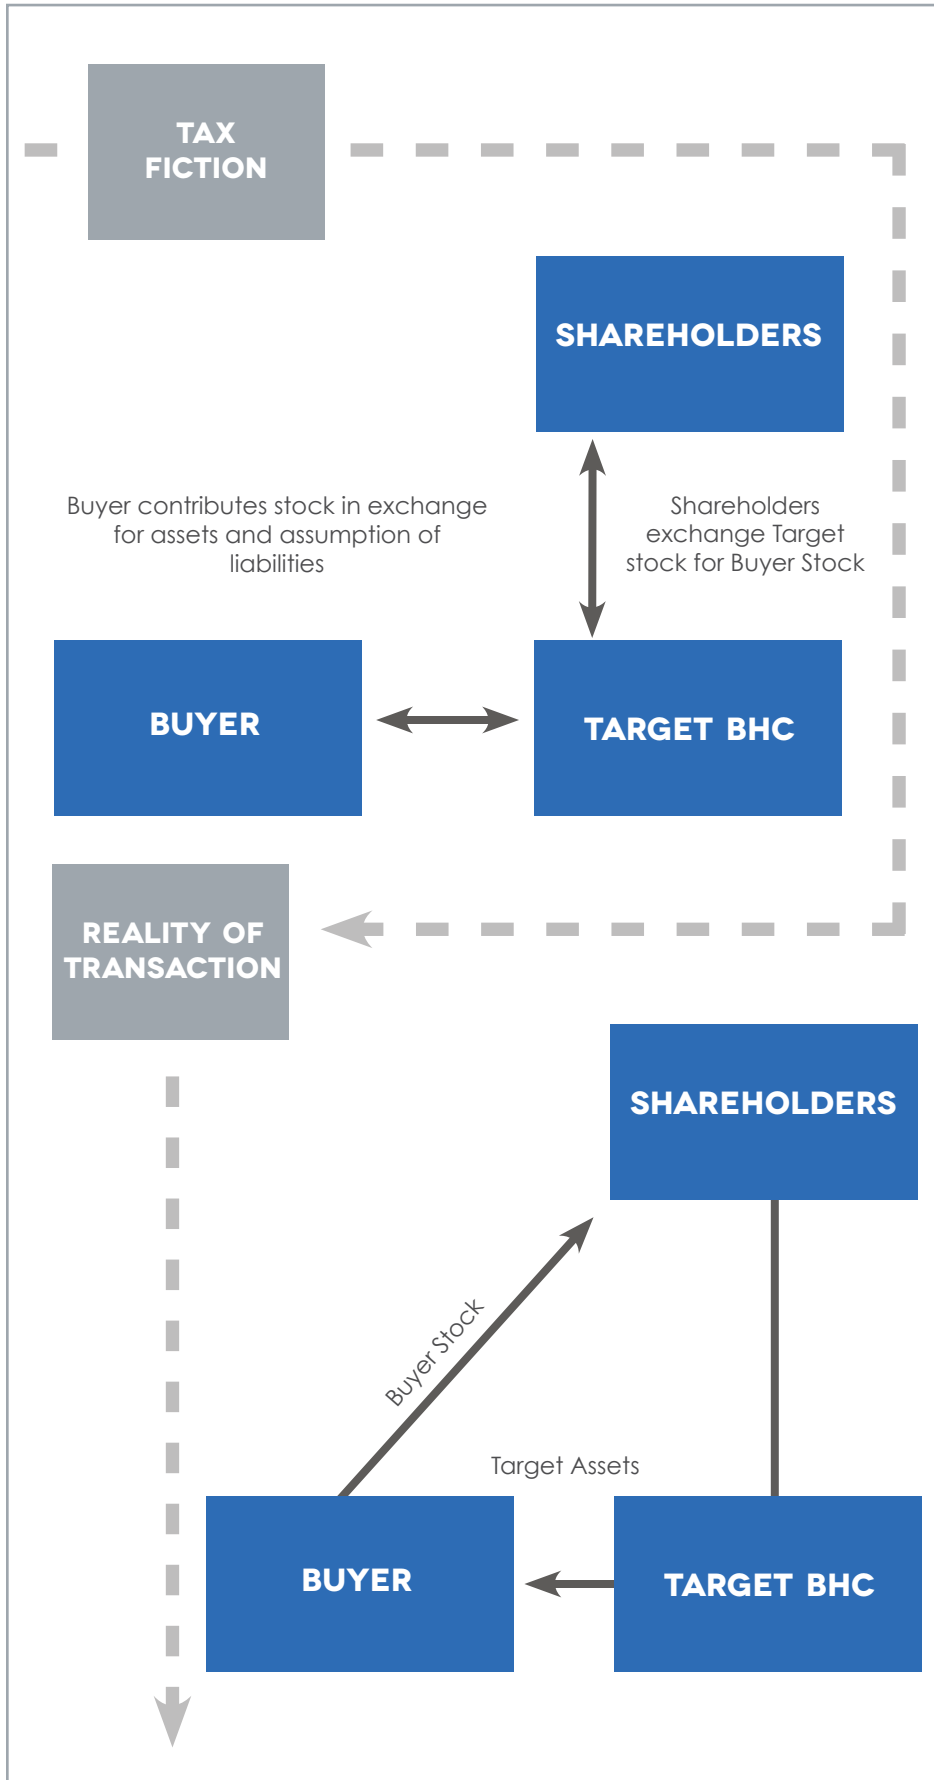 TAX
FICTION
SHAREHOLDERS
Buyer contributes stock in exchange
for assets and assumption of
liabilities
Shareholders
exchange Target
stock for Buyer Stock
BUYER
TARGET BHC
REALITY OF
TRANSACTION
SHAREHOLDERS
Buyer Stock
Target Assets
BUYER
TARGET BHC